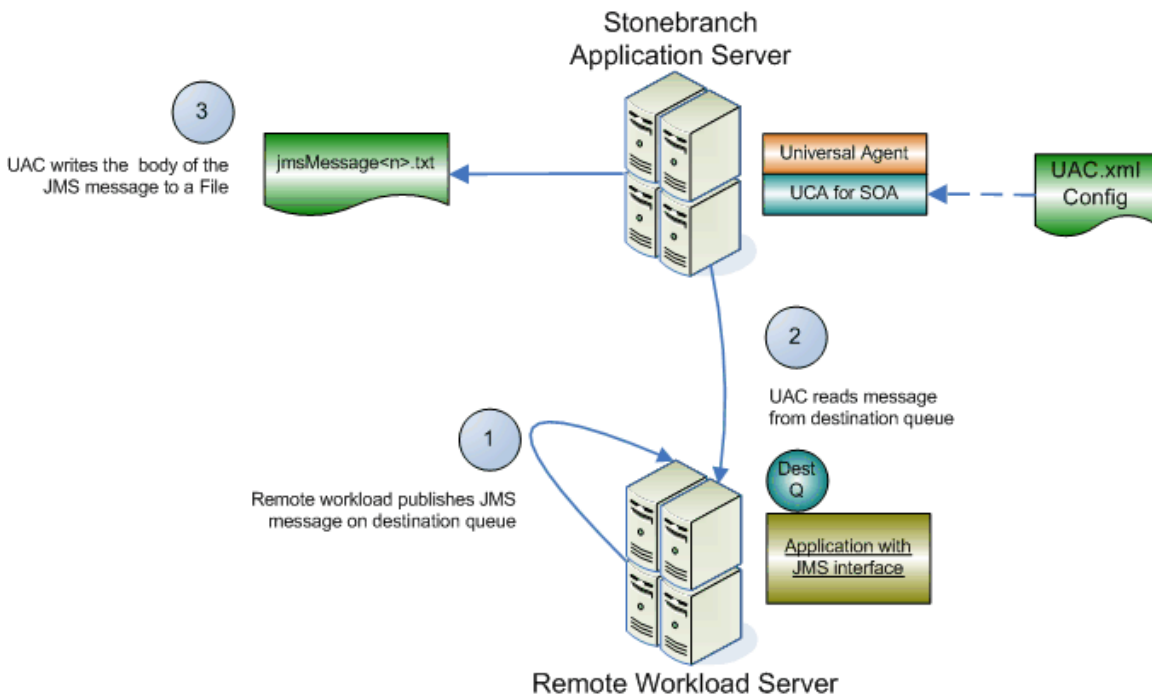 Stonebranch
Application Server
3
UAC writes the body of the
JMS message to a File
jmsMessage<n>.txt
Universal Agent
UCA for SOA
UAC.xml
Config
2
UAC reads message
from destination queue
1
Remote workload publishes JMS
message on destination queue
Dest
Q
Application with
JMS interface
Remote Workload Server